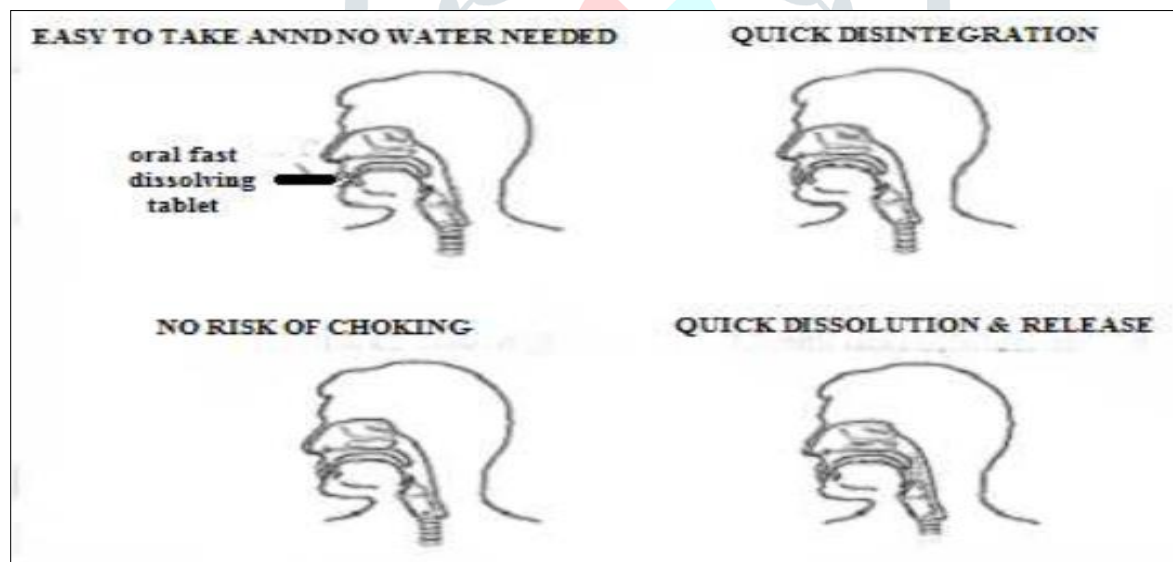 EASY TO TAKE ANND NO WATER NEEDED
QUICK DISINTEGRATION
oral fast
dissolving
tablet
NO RISK OF CHOKING
QUICK DISSOLUTION & RELEASE